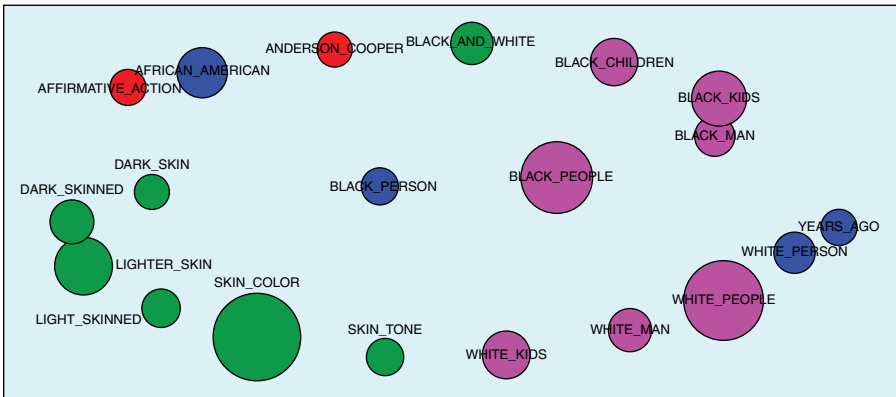 ANDERSON_COOPER
BLACK_AND_WHITE
BLACK_CHILDREN
AFRICAN_AMERICAN
AFFIRMATIVE_ACTION
BLACK_KIDS
BLACK_MAN
DARK_SKIN
BLACK_PEOPLE
DARK_SKINNED
BLACK_PERSON
YEARS_AGO
WHITE_PERSON
LIGHTER_SKIN
SKIN_COLOR
WHITE_PEOPLE
LIGHT_SKINNED
SKIN_TONE
WHITE_MAN
WHITE_KIDS